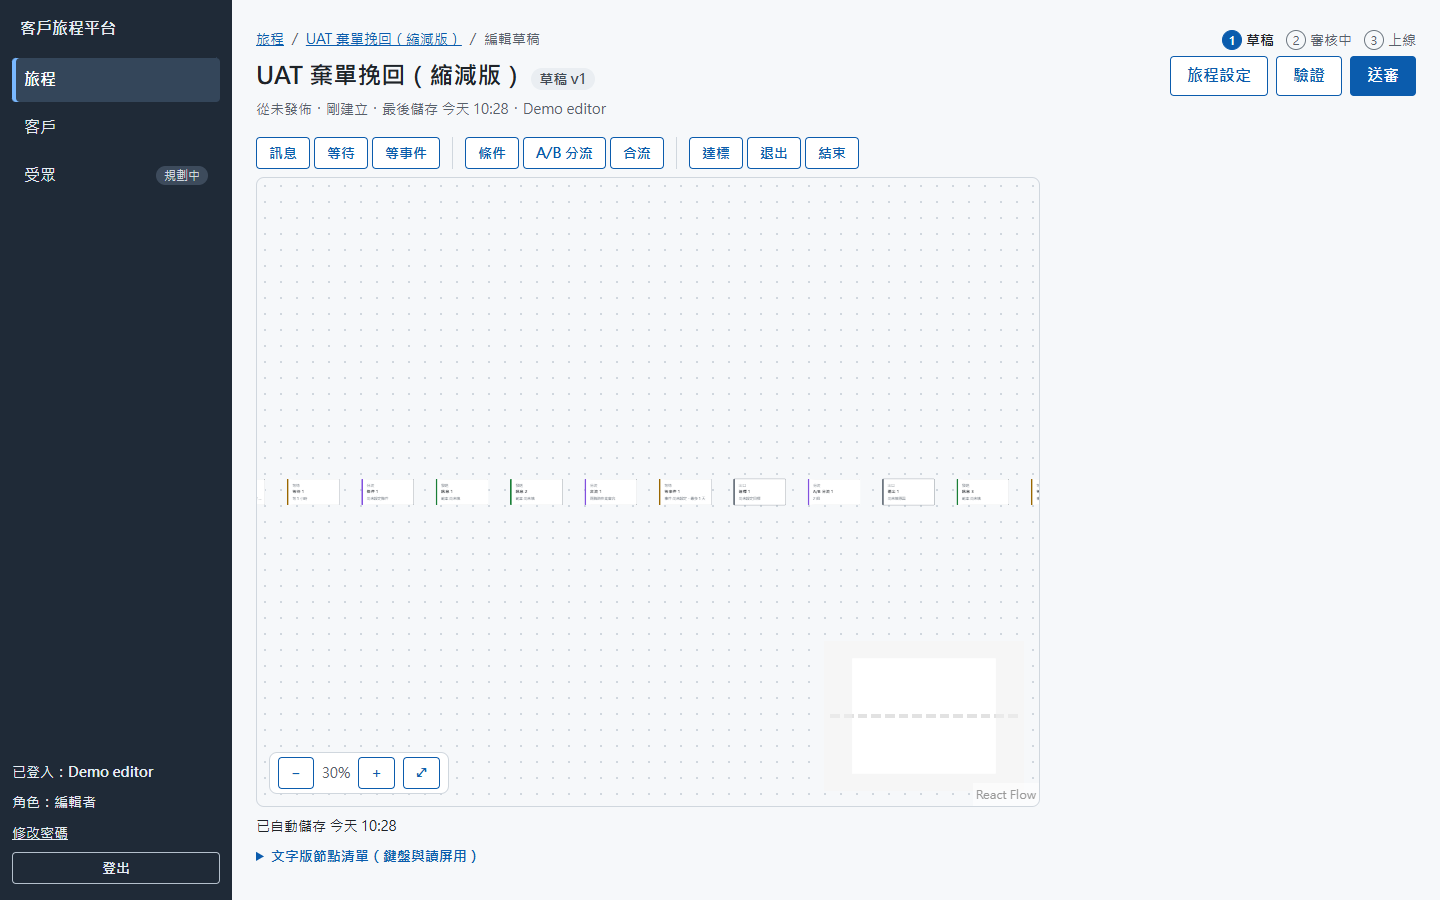 客戶旅程平台
旅程
客戶
受眾
規劃中
已登入：Demo editor
角色：編輯者
修改密碼
登出
旅程 / UAT 棄單挽回（縮減版） / 編輯草稿
UAT 棄單挽回（縮減版）
草稿 v1
從未發佈．剛建立．最後儲存 今天 10:28．Demo editor
1 草稿 2 審核中 3 上線
旅程設定
驗證
送審
訊息
等待
等事件
條件
A/B 分流
合流
達標
退出
結束
− 30% +
React Flow
已自動儲存 今天 10:28
文字版節點清單（鍵盤與讀屏用）